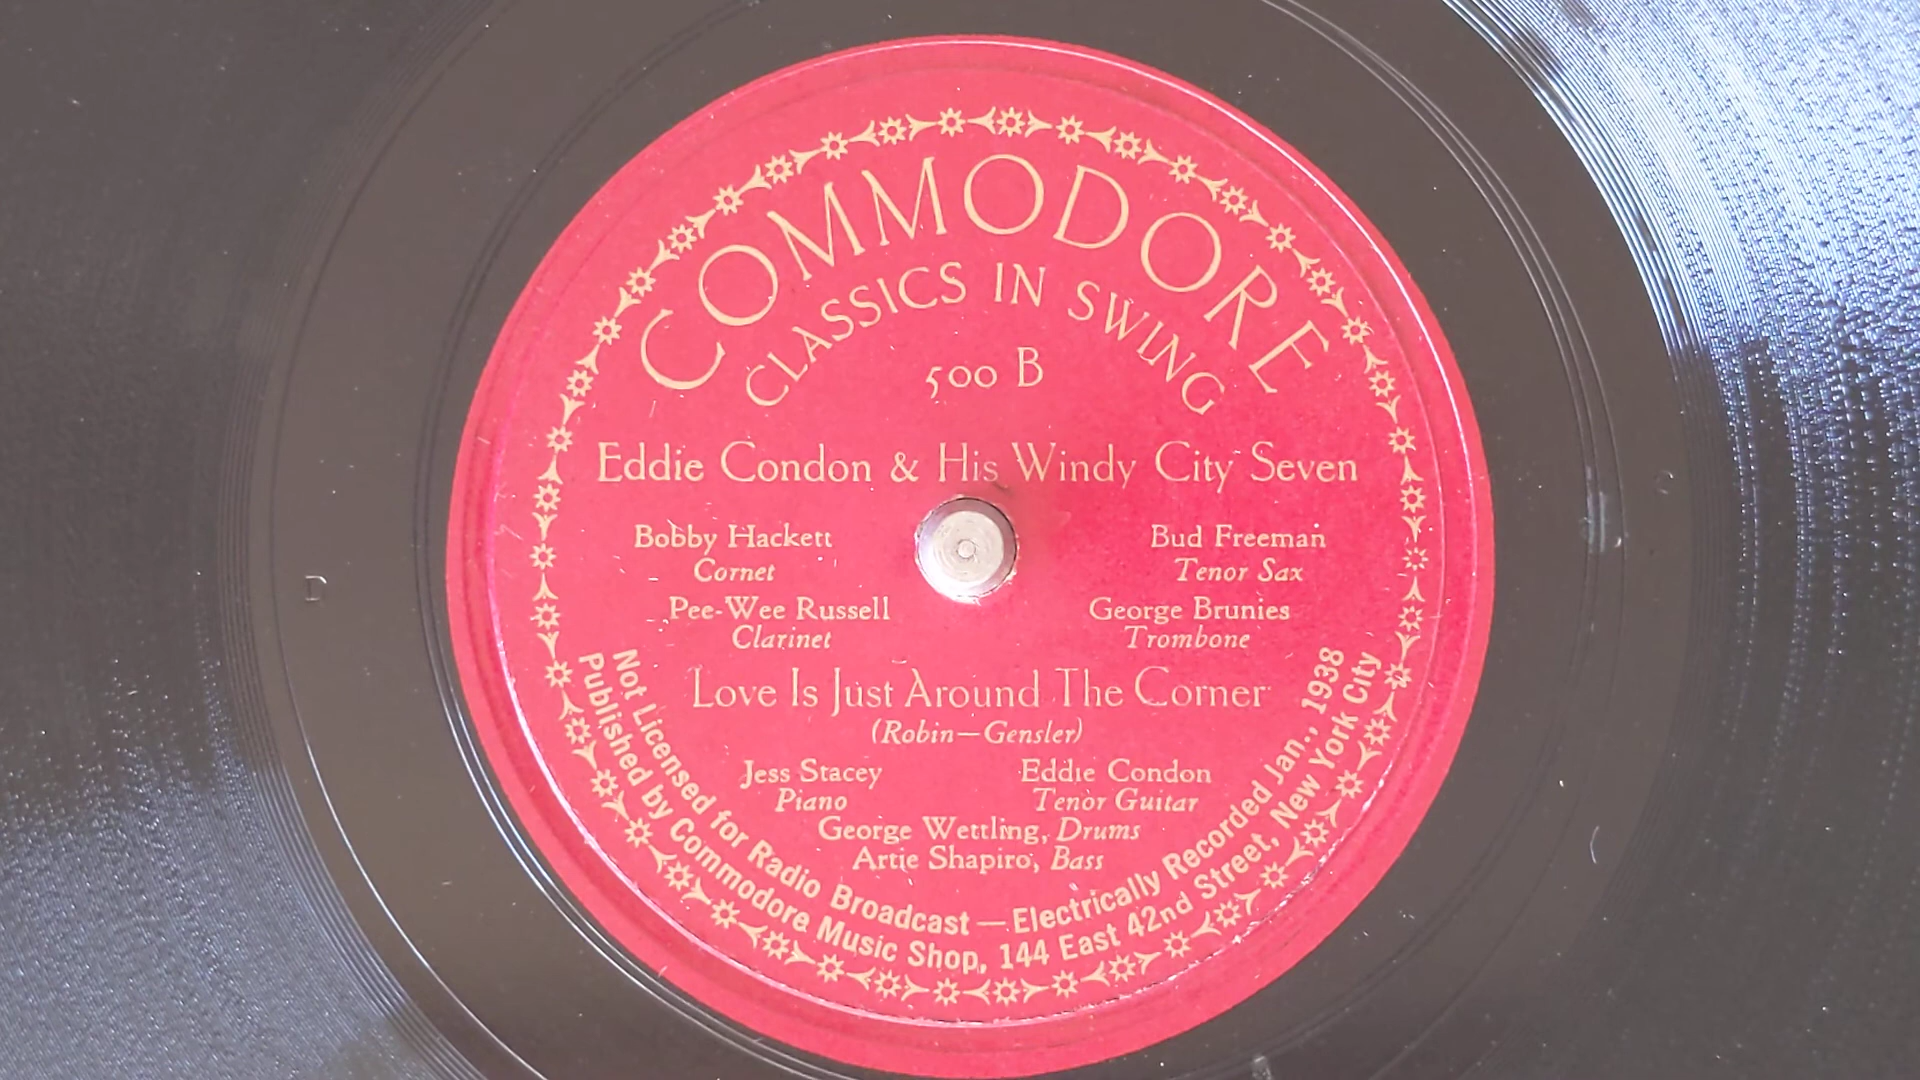 COMMODORE
CLASSICS IN SWING
500 B
Eddie Condon & His Windy City Seven
Bobby Hackett
Cornet
Bud Freeman
Tenor Sax
Pee-Wee Russell
Clarinet
George Brunies
Trombone
Love Is Just Around The Corner
(Robin—Gensler)
Jess Stacey
Piano
Eddie Condon
Tenor Guitar
George Wettling, Drums
Artie Shapiro, Bass
Not Licensed for Radio Broadcast — Electrically Recorded Jan., 1938
Published by Commodore Music Shop, 144 East 42nd Street, New York City
D